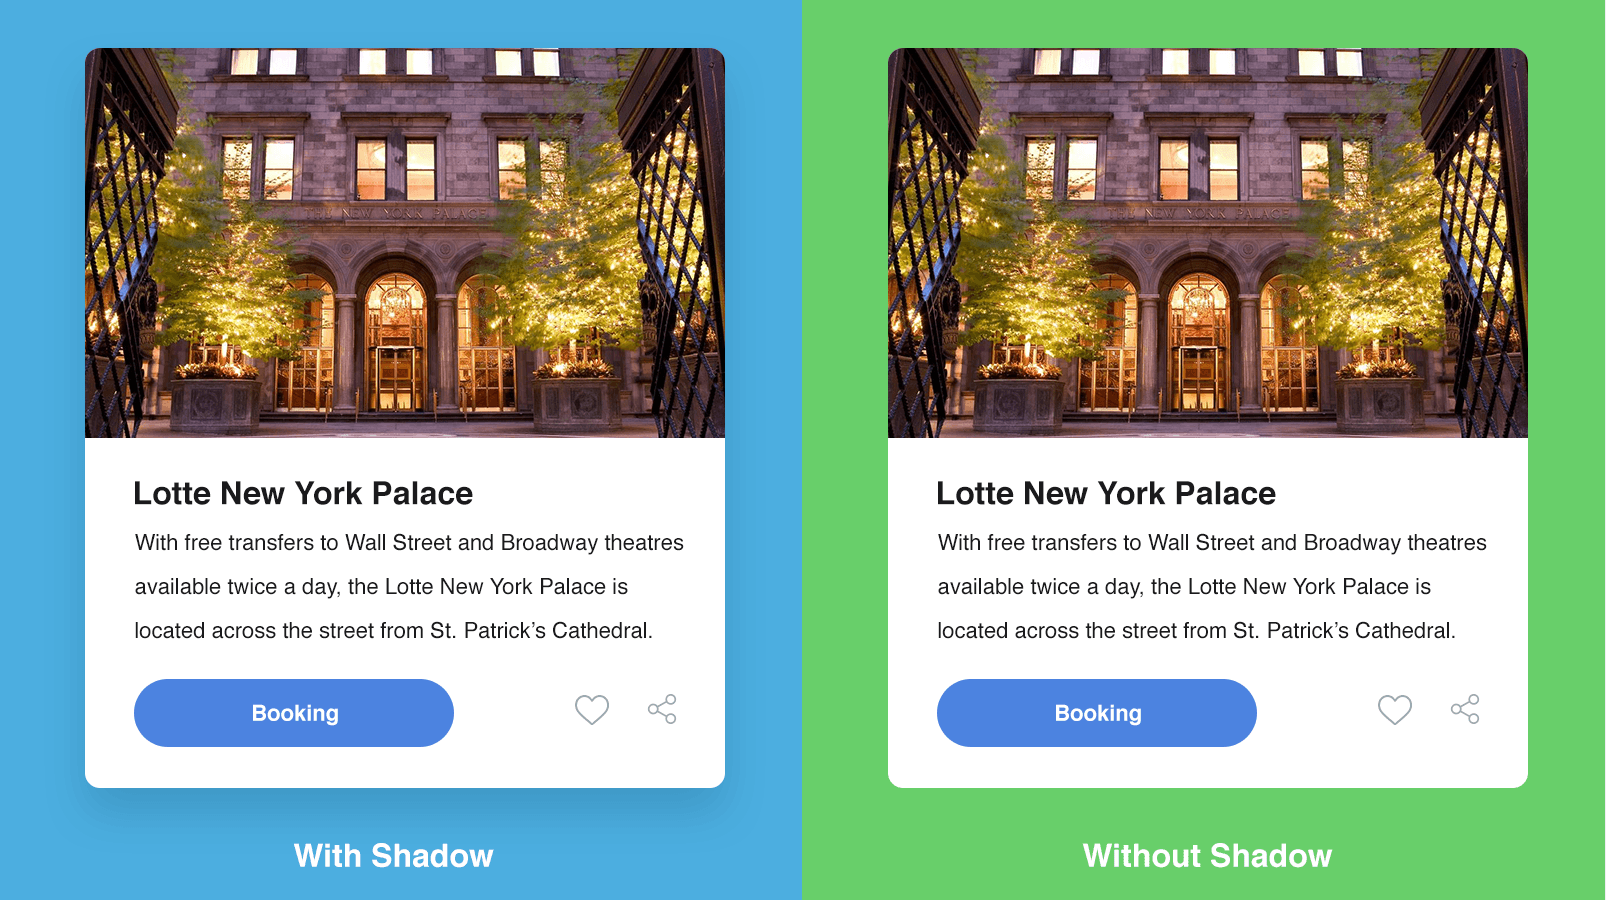 THE NEW YORK PALACE
Lotte New York Palace
With free transfers to Wall Street and Broadway theatres
available twice a day, the Lotte New York Palace is
located across the street from St. Patrick’s Cathedral.
Booking
With Shadow
THE NEW YORK PALACE
Lotte New York Palace
With free transfers to Wall Street and Broadway theatres
available twice a day, the Lotte New York Palace is
located across the street from St. Patrick’s Cathedral.
Booking
Without Shadow